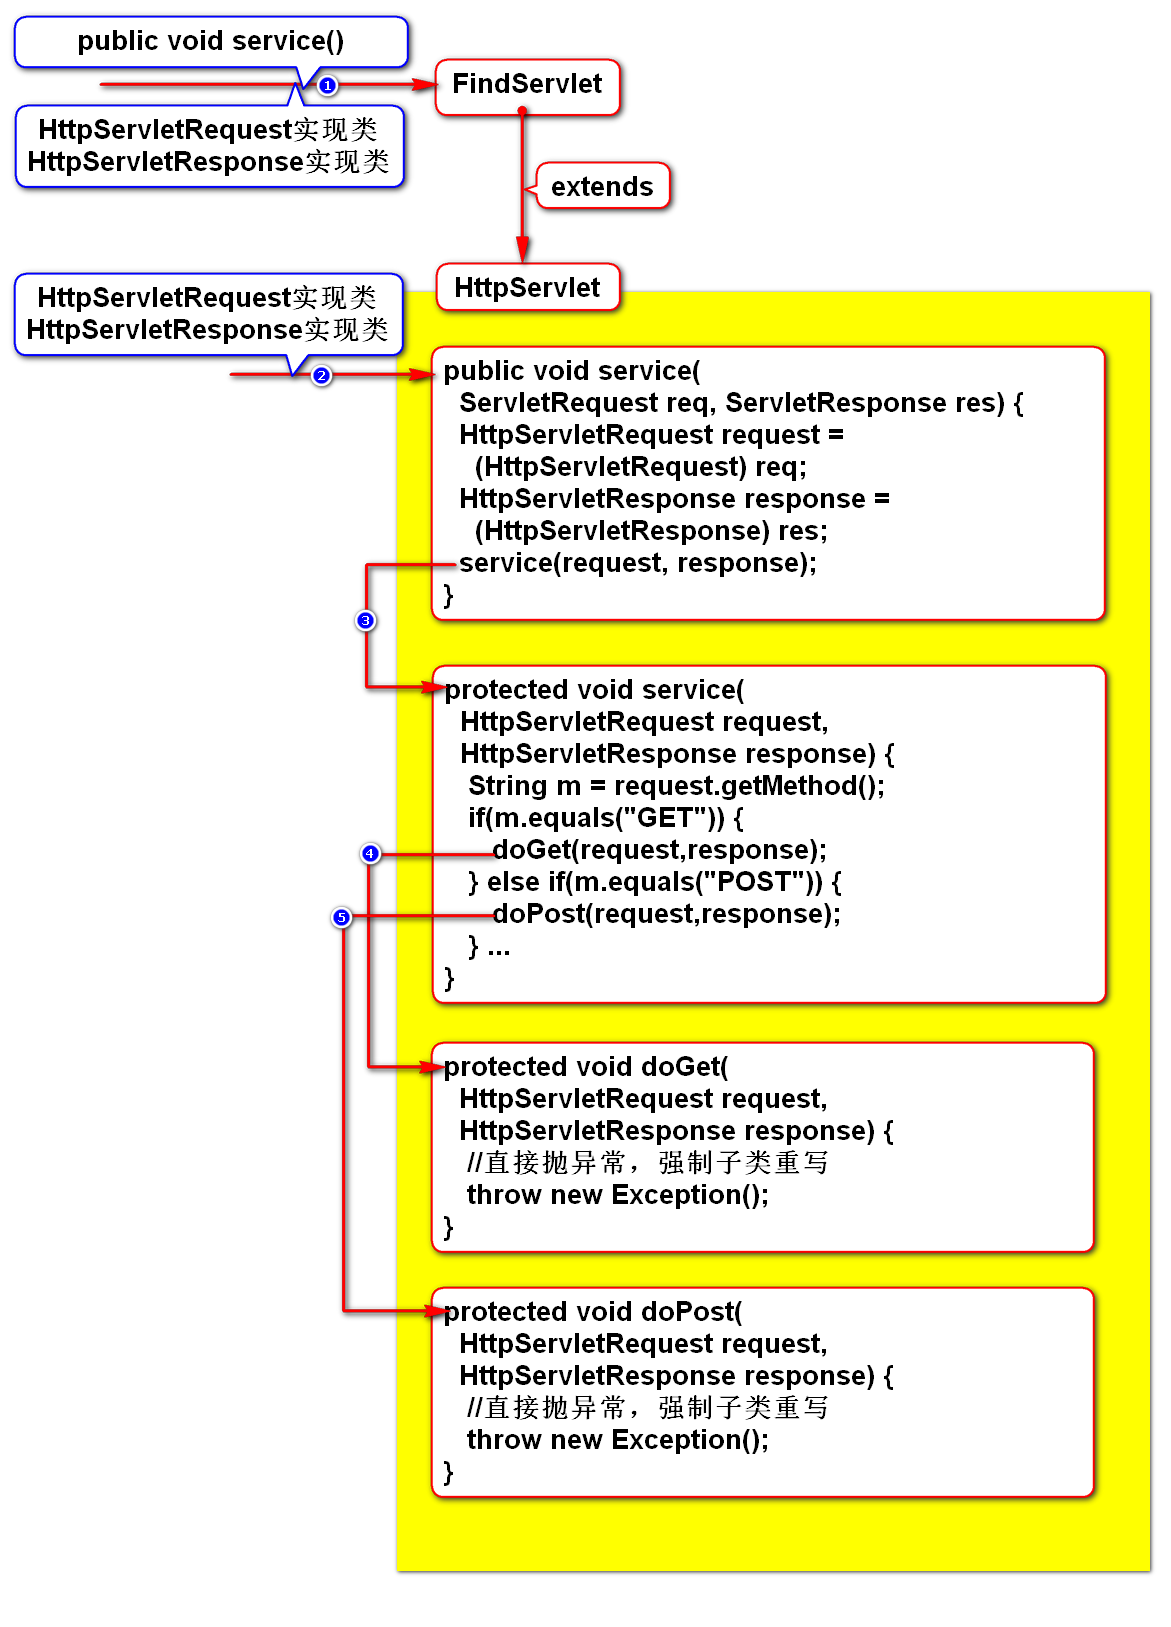 public void service()
1
FindServlet
HttpServletRequest实现类
HttpServletResponse实现类
extends
HttpServlet
HttpServletRequest实现类
HttpServletResponse实现类
2
public void service(
ServletRequest req, ServletResponse res) {
HttpServletRequest request =
(HttpServletRequest) req;
HttpServletResponse response =
(HttpServletResponse) res;
service(request, response);
}
3
protected void service(
HttpServletRequest request,
HttpServletResponse response) {
String m = request.getMethod();
if(m.equals("GET")) {
4
doGet(request,response);
} else if(m.equals("POST")) {
5
doPost(request,response);
} ...
}
protected void doGet(
HttpServletRequest request,
HttpServletResponse response) {
//直接抛异常，强制子类重写
throw new Exception();
}
protected void doPost(
HttpServletRequest request,
HttpServletResponse response) {
//直接抛异常，强制子类重写
throw new Exception();
}